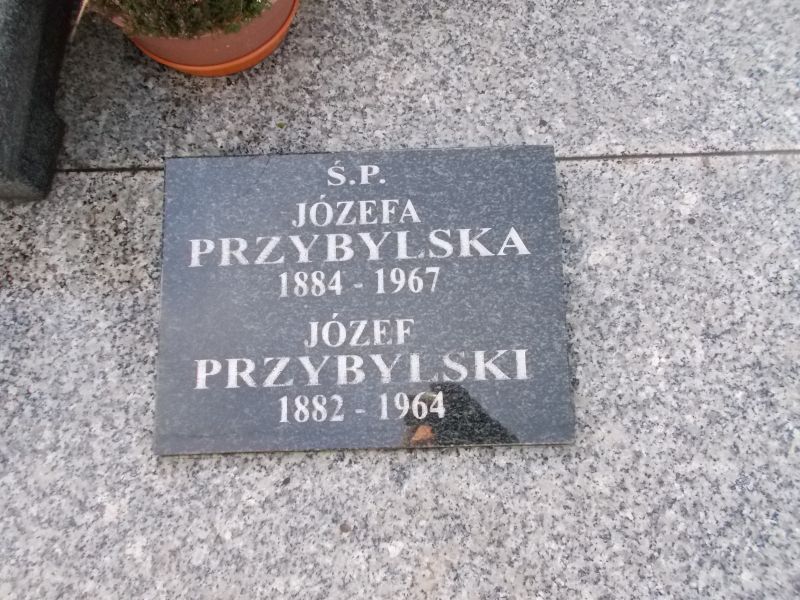 Ś.P.
JÓZEFA
PRZYBYLSKA
1884 - 1967
JÓZEF
PRZYBYLSKI
1882 - 1964